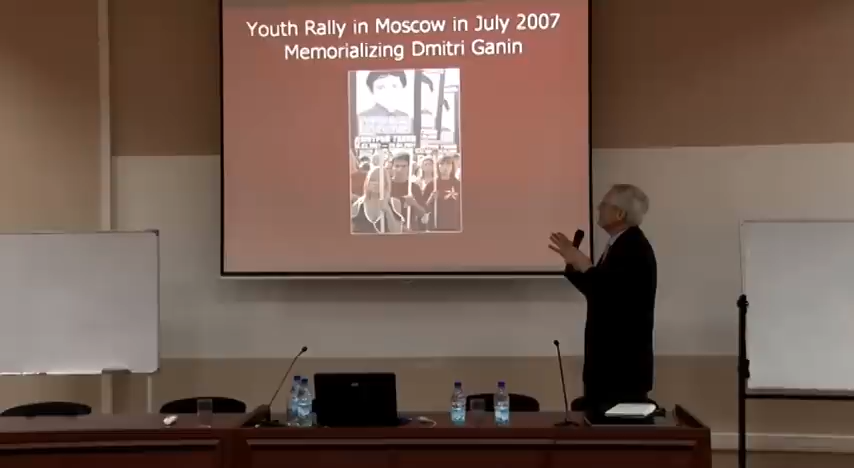 Youth Rally in Moscow in July 2007
Memorializing Dmitri Ganin